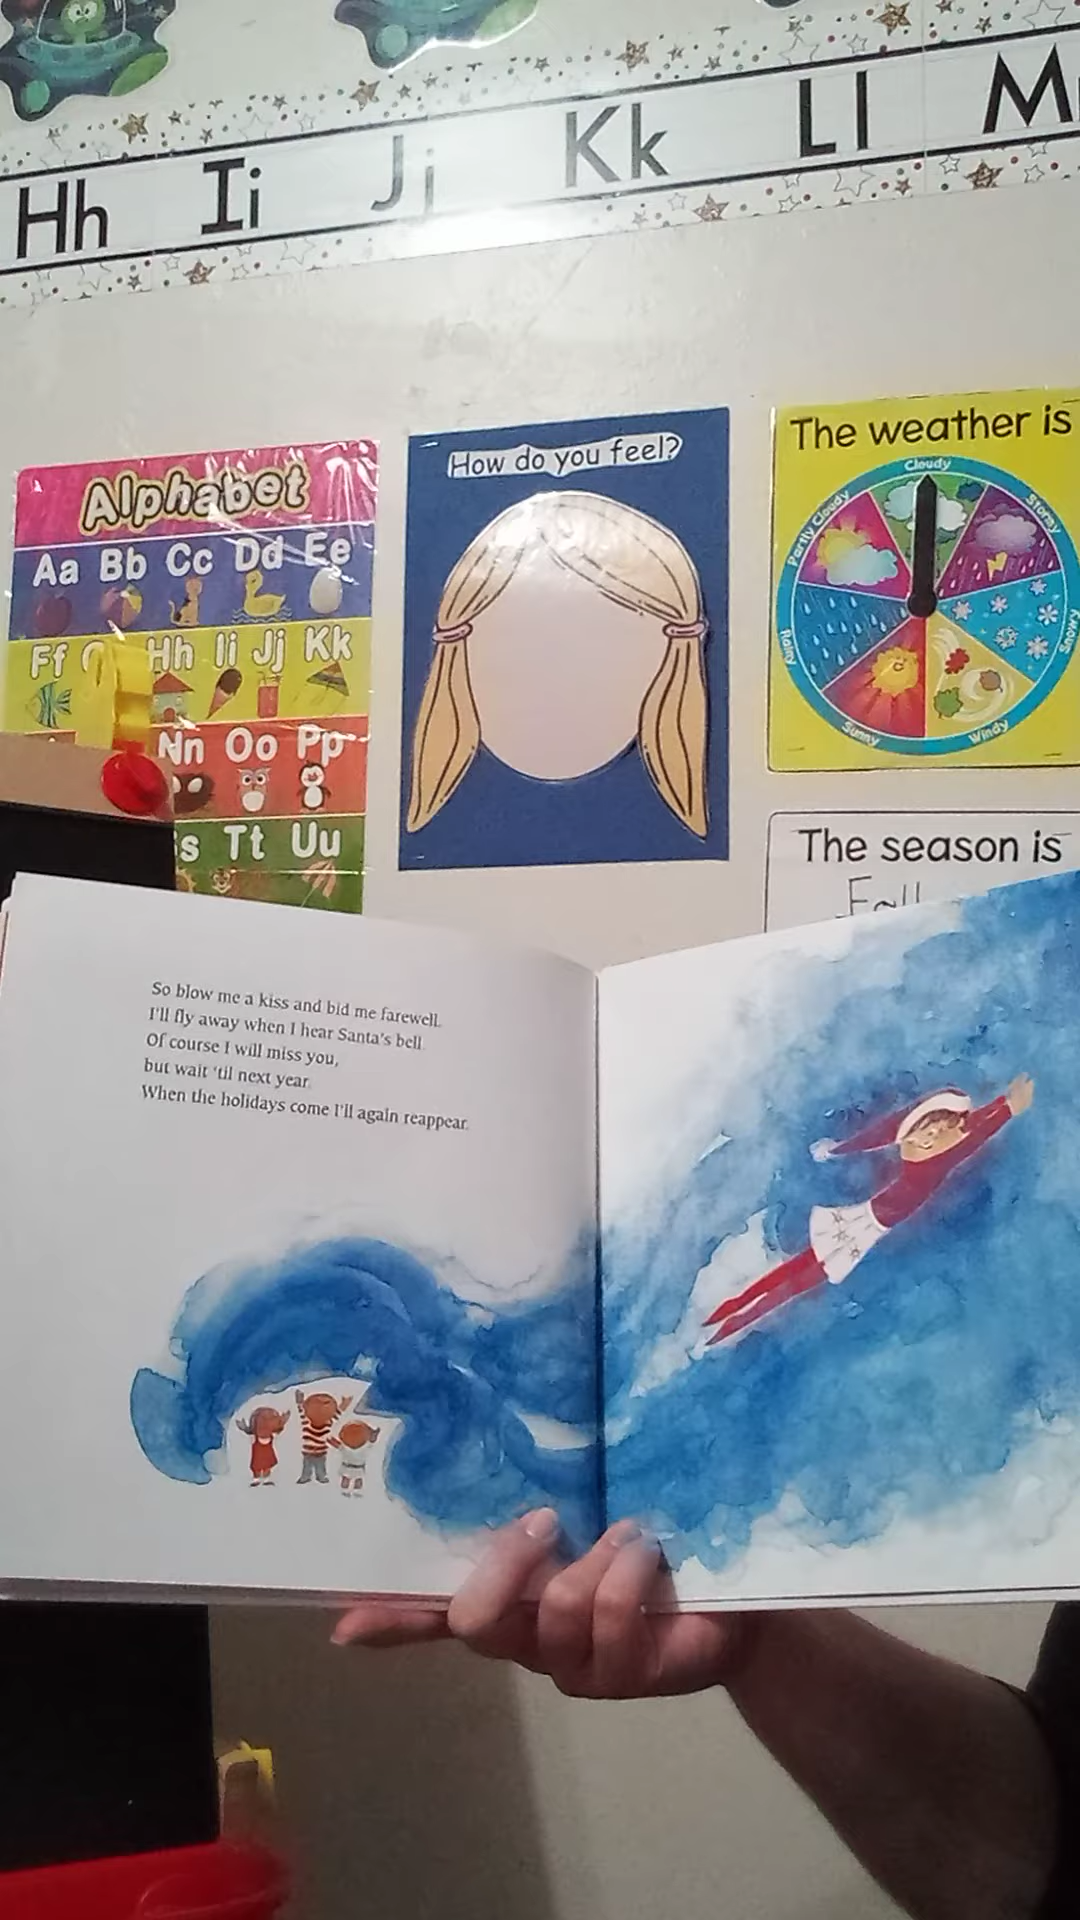 Hh Ii Jj Kk Ll M
Alphabet
Aa Bb Cc Dd Ee
Ff Hh Ii Jj Kk
Nn Oo Pp
s Tt Uu
How do you feel?
The weather is
Cloudy
Stormy
Snowy
Windy
Sunny
Rainy
Partly Cloudy
The season is
Fall
So blow me a kiss and bid me farewell.
I'll fly away when I hear Santa's bell.
Of course I will miss you,
but wait 'til next year.
When the holidays come I'll again reappear.